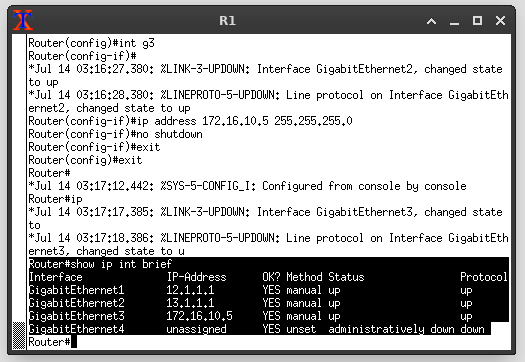 R1
Router(config)#int g3
Router(config-if)#
*Jul 14 03:16:27.380: %LINK-3-UPDOWN: Interface GigabitEthernet2, changed state
to up
*Jul 14 03:16:28.380: %LINEPROTO-5-UPDOWN: Line protocol on Interface GigabitEth
ernet2, changed state to up
Router(config-if)#ip address 172.16.10.5 255.255.255.0
Router(config-if)#no shutdown
Router(config-if)#exit
Router(config)#exit
Router#
*Jul 14 03:17:12.442: %SYS-5-CONFIG_I: Configured from console by console
Router#ip
*Jul 14 03:17:17.385: %LINK-3-UPDOWN: Interface GigabitEthernet3, changed state
to
*Jul 14 03:17:18.386: %LINEPROTO-5-UPDOWN: Line protocol on Interface GigabitEth
ernet3, changed state to u
Router#show ip int brief
Interface IP-Address OK? Method Status Protocol
GigabitEthernet1 12.1.1.1 YES manual up up
GigabitEthernet2 13.1.1.1 YES manual up up
GigabitEthernet3 172.16.10.5 YES manual up up
GigabitEthernet4 unassigned YES unset administratively down down
Router#